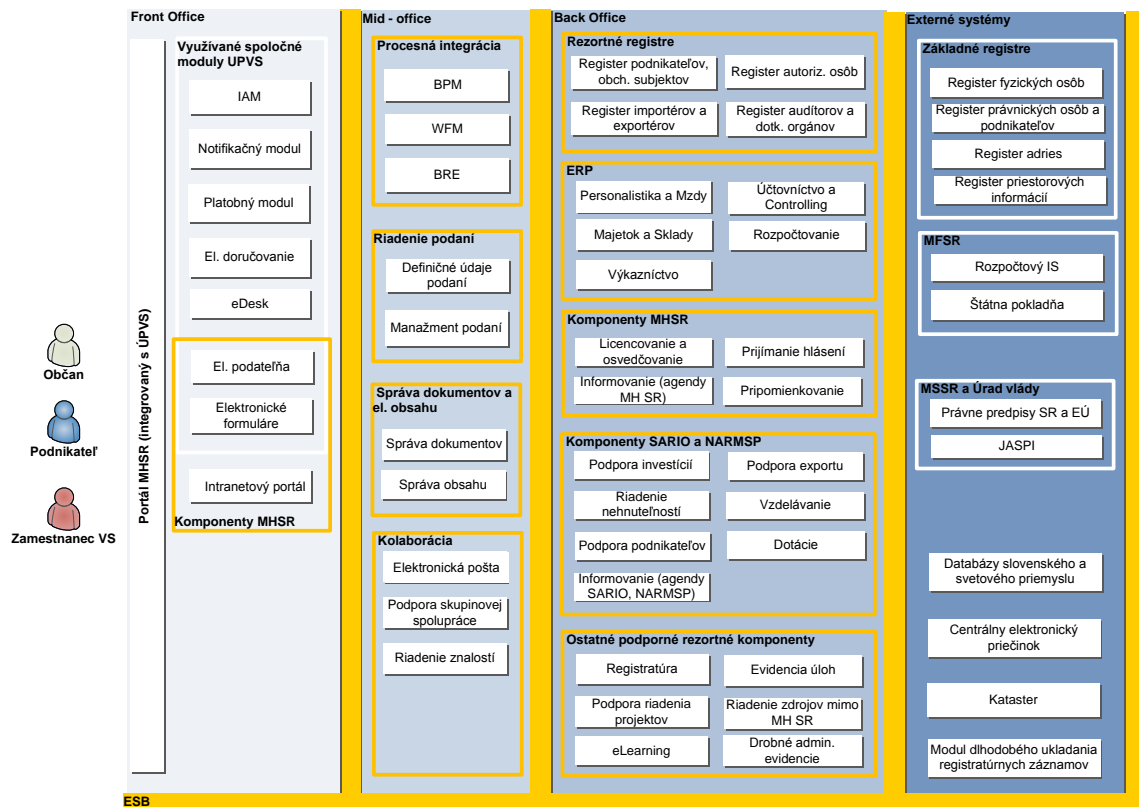 Front Office
Využívané spoločné
moduly UPVS
IAM
Notifikačný modul
Platobný modul
El. doručovanie
eDesk
El. podateľňa
Elektronické
formuláre
Intranetový portál
Komponenty MHSR
Portál MHSR (integrovaný s ÚPVS)
Občan
Podnikateľ
Zamestnanec VS
Mid - office
Procesná integrácia
BPM
WFM
BRE
Riadenie podaní
Definičné údaje
podaní
Manažment podaní
Správa dokumentov a
el. obsahu
Správa dokumentov
Správa obsahu
Kolaborácia
Elektronická pošta
Podpora skupinovej
spolupráce
Riadenie znalostí
Back Office
Rezortné registre
Register podnikateľov,
obch. subjektov
Register autoriz. osôb
Register importérov a
exportérov
Register audítorov a
dotk. orgánov
ERP
Personalistika a Mzdy
Účtovníctvo a
Controlling
Majetok a Sklady
Rozpočtovanie
Výkazníctvo
Komponenty MHSR
Licencovanie a
osvedčovanie
Prijímanie hlásení
Informovanie (agendy
MH SR)
Pripomienkovanie
Komponenty SARIO a NARMSP
Podpora investícií
Podpora exportu
Riadenie
nehnuteľností
Vzdelávanie
Podpora podnikateľov
Dotácie
Informovanie (agendy
SARIO, NARMSP)
Ostatné podporné rezortné komponenty
Registratúra
Evidencia úloh
Podpora riadenia
projektov
Riadenie zdrojov mimo
MH SR
eLearning
Drobné admin.
evidencie
Externé systémy
Základné registre
Register fyzických osôb
Register právnických osôb a
podnikateľov
Register adries
Register priestorových
informácií
MFSR
Rozpočtový IS
Štátna pokladňa
MSSR a Úrad vlády
Právne predpisy SR a EÚ
JASPI
Databázy slovenského a
svetového priemyslu
Centrálny elektronický
priečinok
Kataster
Modul dlhodobého ukladania
registratúrnych záznamov
ESB